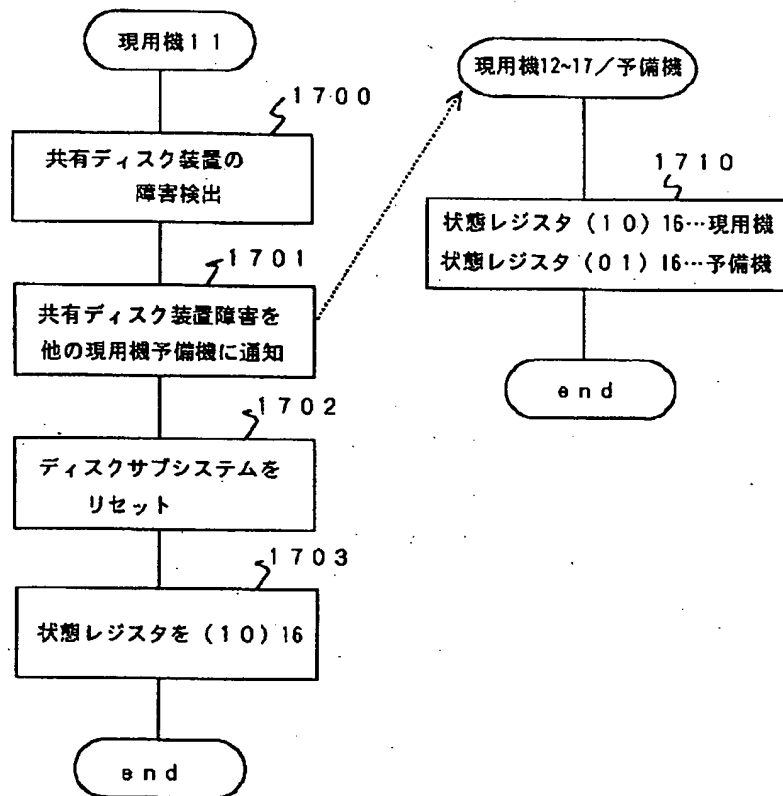 現用機11
1700
共有ディスク装置の
障害検出
1701
共有ディスク装置障害を
他の現用機予備機に通知
1702
ディスクサブシステムを
リセット
1703
状態レジスタを(10)16
end
現用機12~17/予備機
1710
状態レジスタ(10)16…現用機
状態レジスタ(01)16…予備機
end